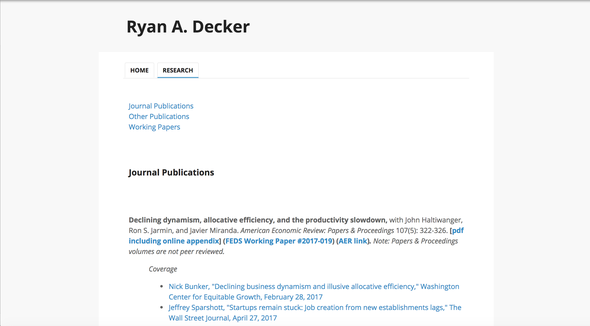 Ryan A. Decker
HOME RESEARCH
Journal Publications
Other Publications
Working Papers
Journal Publications
Declining dynamism, allocative efficiency, and the productivity slowdown, with John Haltiwanger,
Ron S. Jarmin, and Javier Miranda. American Economic Review: Papers & Proceedings 107(5): 322-326. [pdf
including online appendix] (FEDS Working Paper #2017-019) (AER link). Note: Papers & Proceedings
volumes are not peer reviewed.
Coverage
• Nick Bunker, "Declining business dynamism and illusive allocative efficiency," Washington
Center for Equitable Growth, February 28, 2017
• Jeffrey Sparshott, "Startups remain stuck: Job creation from new establishments lags," The
Wall Street Journal, April 27, 2017